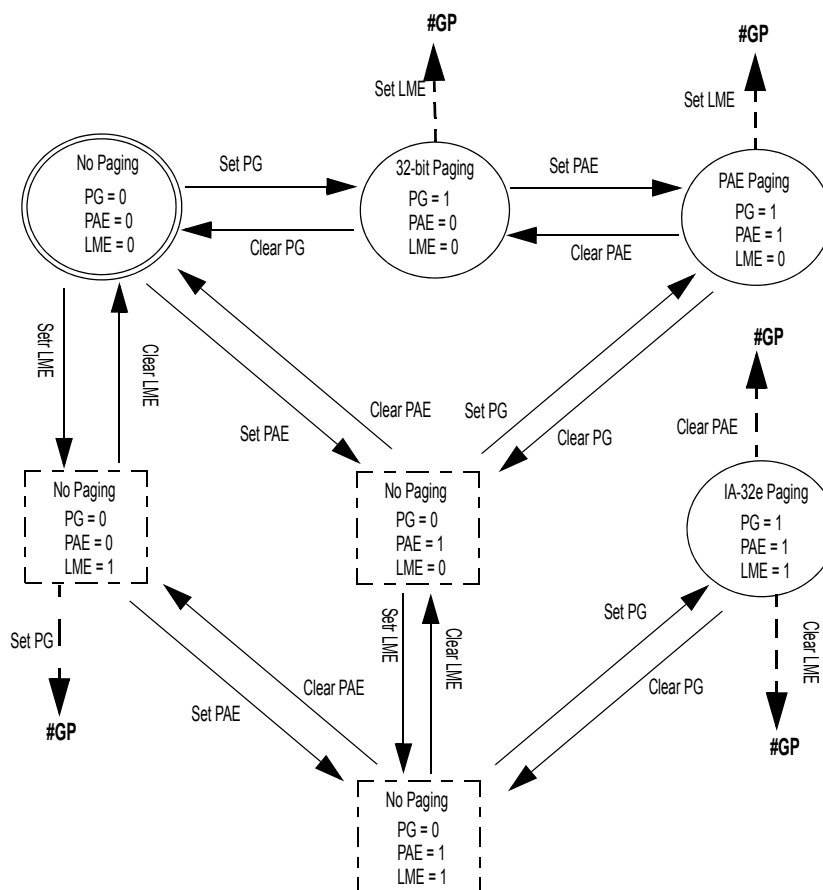 #GP
#GP
Set LME
Set LME
No Paging
PG = 0
PAE = 0
LME = 0
Set PG
32-bit Paging
PG = 1
PAE = 0
LME = 0
Set PAE
PAE Paging
PG = 1
PAE = 1
LME = 0
Clear PG
Clear PAE
Setr LME
Clear LME
Set PAE
Clear PAE
Set PG
Clear PG
#GP
Clear PAE
No Paging
PG = 0
PAE = 0
LME = 1
No Paging
PG = 0
PAE = 1
LME = 0
IA-32e Paging
PG = 1
PAE = 1
LME = 1
Set PG
#GP
Set PAE
Clear PAE
Setr LME
Clear LME
Set PG
Clear PG
Clear LME
#GP
No Paging
PG = 0
PAE = 1
LME = 1